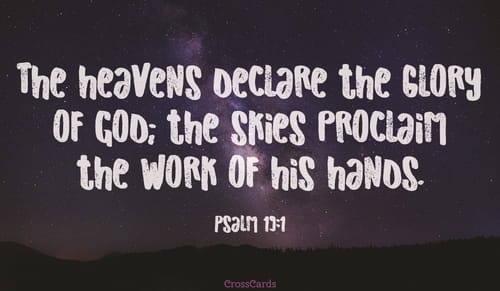 The heavens declare the glory
of God; the skies proclaim
the work of his hands.
Psalm 19:1
CrossCards